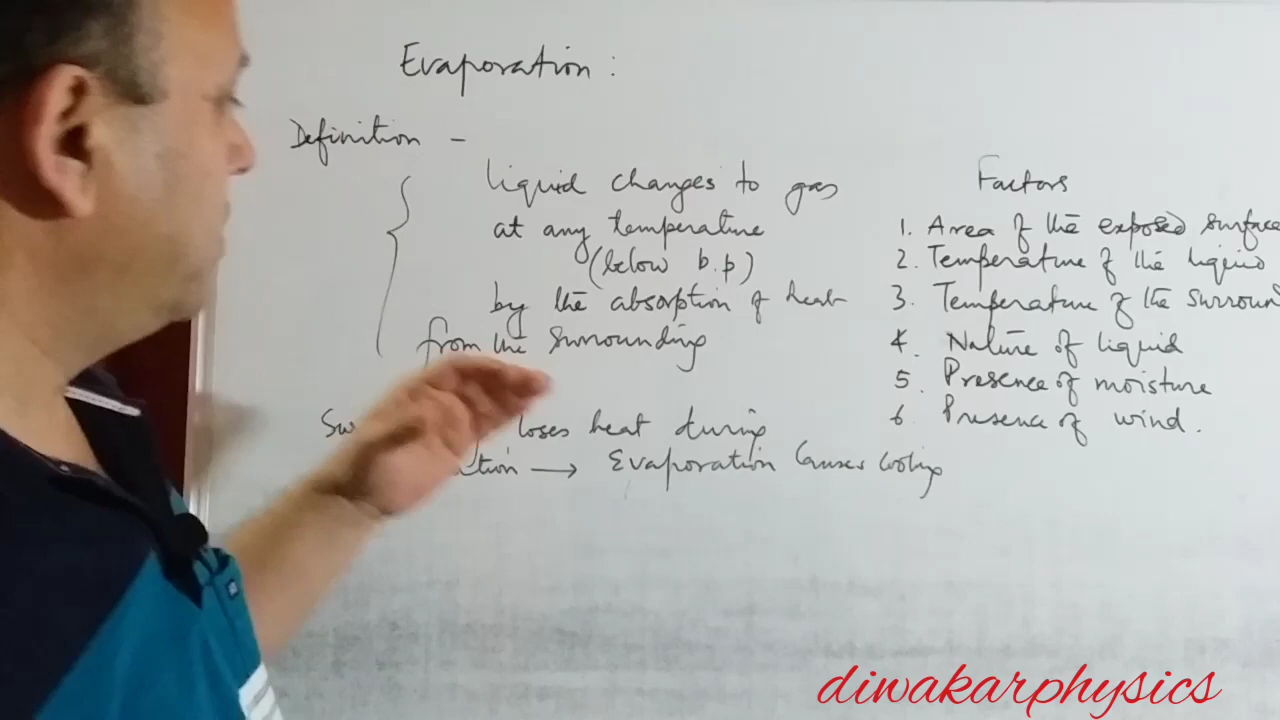 Evaporation :
Definition -
liquid changes to gas
at any temperature
(below b.p)
by the absorption of heat
from the surrounding
loses heat during
Evaporation causes cooling
Factors
1. Area of the exposed surface
2. Temperature of the liquid
3. Temperature of the surroun
4. Nature of liquid
5. Presence of moisture
6 Presence of wind.
diwakarphysics